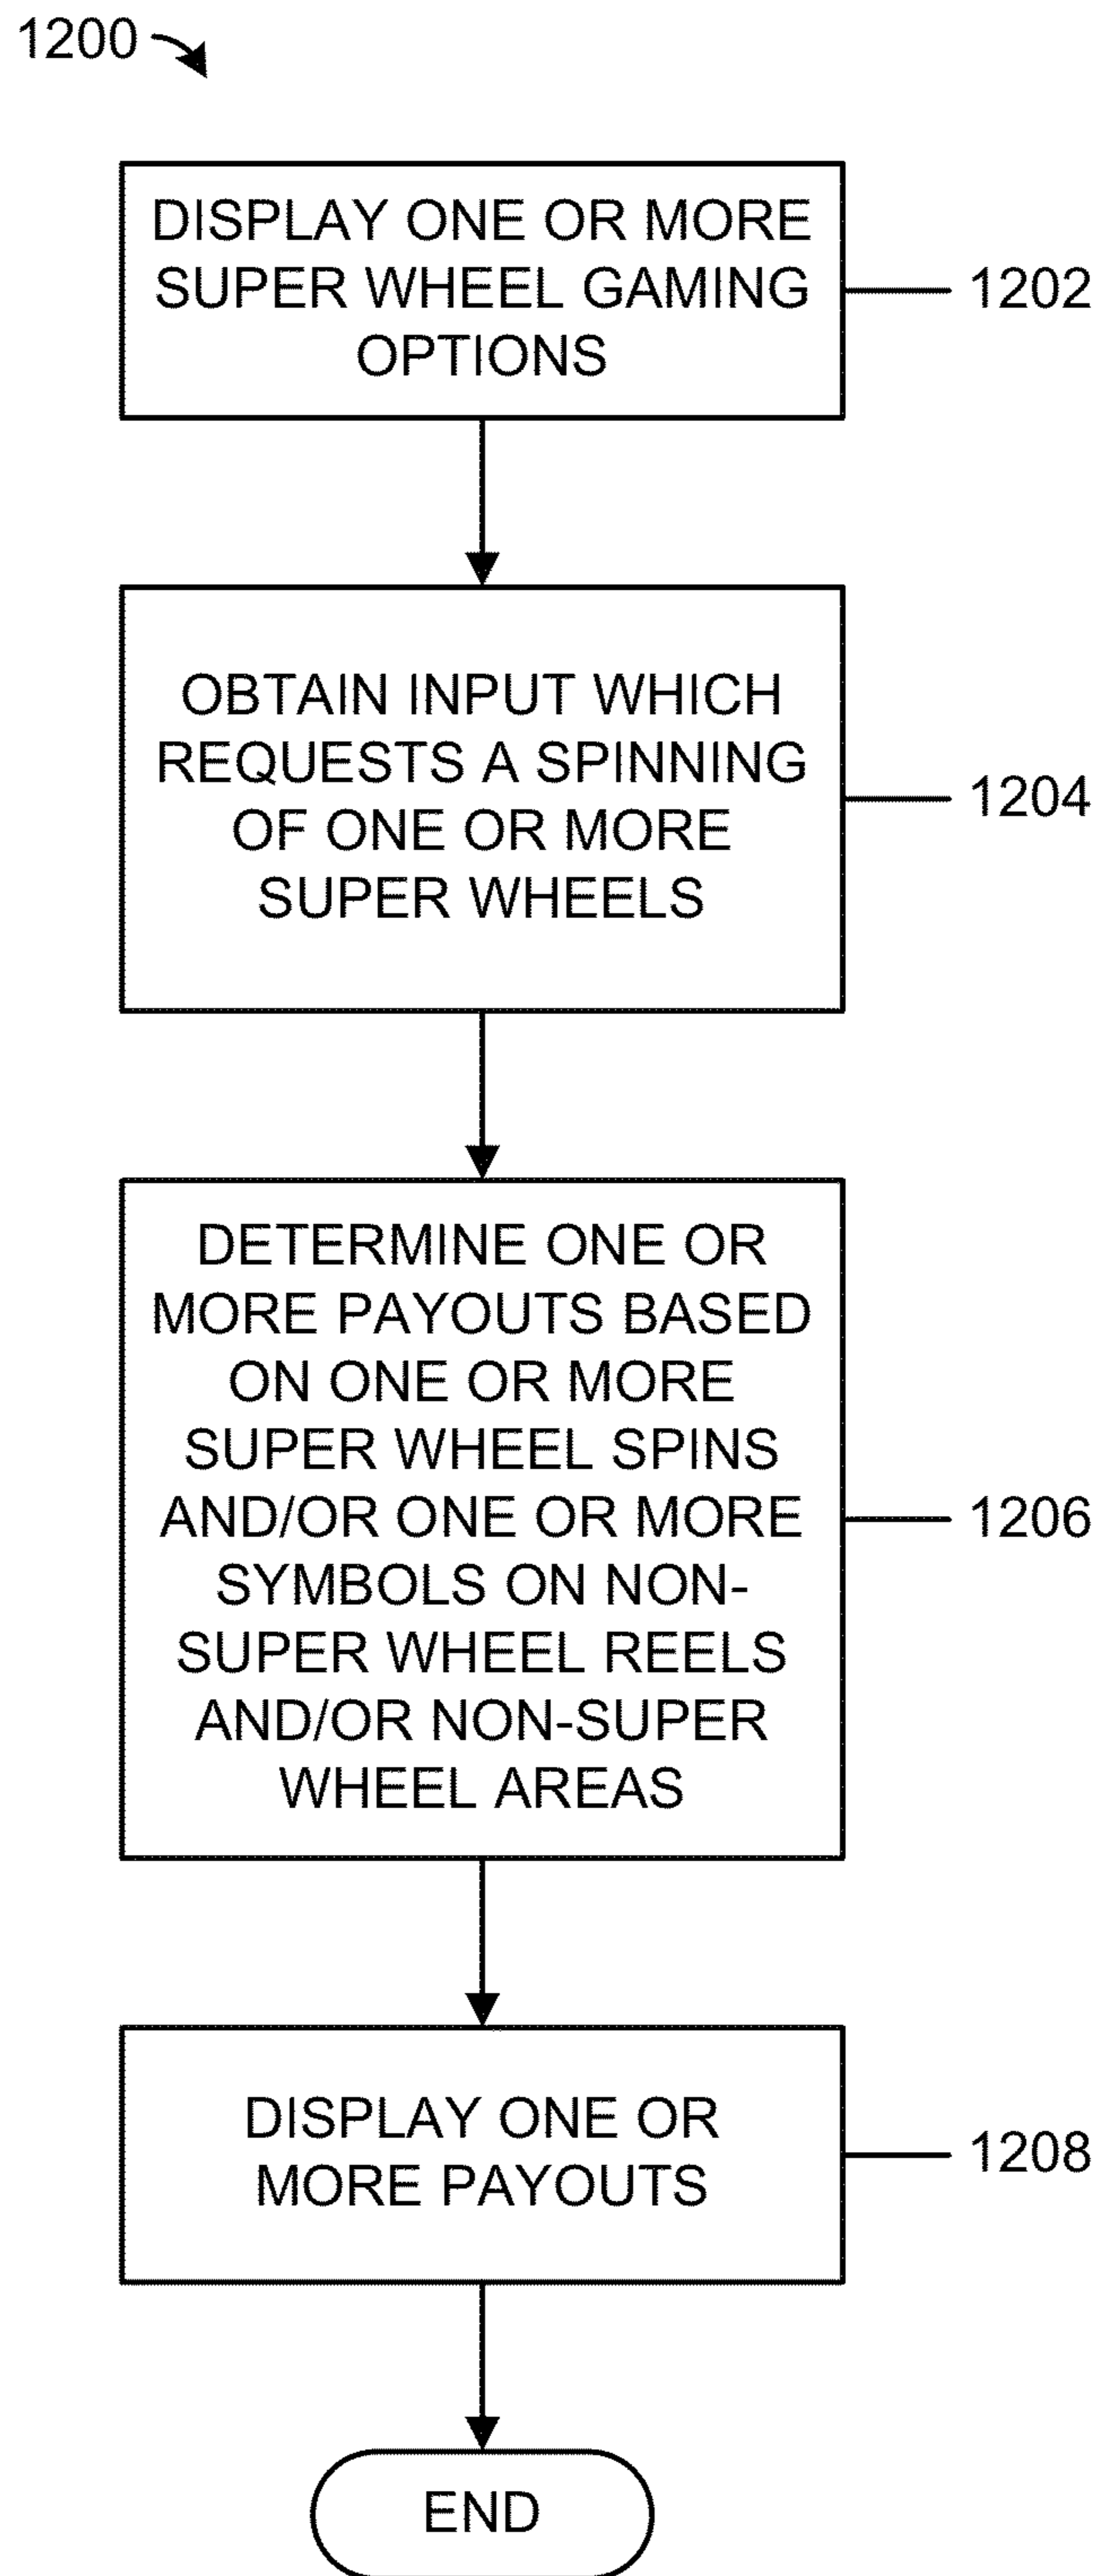 1200
DISPLAY ONE OR MORE
SUPER WHEEL GAMING
OPTIONS
1202
OBTAIN INPUT WHICH
REQUESTS A SPINNING
OF ONE OR MORE
SUPER WHEELS
1204
DETERMINE ONE OR
MORE PAYOUTS BASED
ON ONE OR MORE
SUPER WHEEL SPINS
AND/OR ONE OR MORE
SYMBOLS ON NON-
SUPER WHEEL REELS
AND/OR NON-SUPER
WHEEL AREAS
1206
DISPLAY ONE OR
MORE PAYOUTS
1208
END